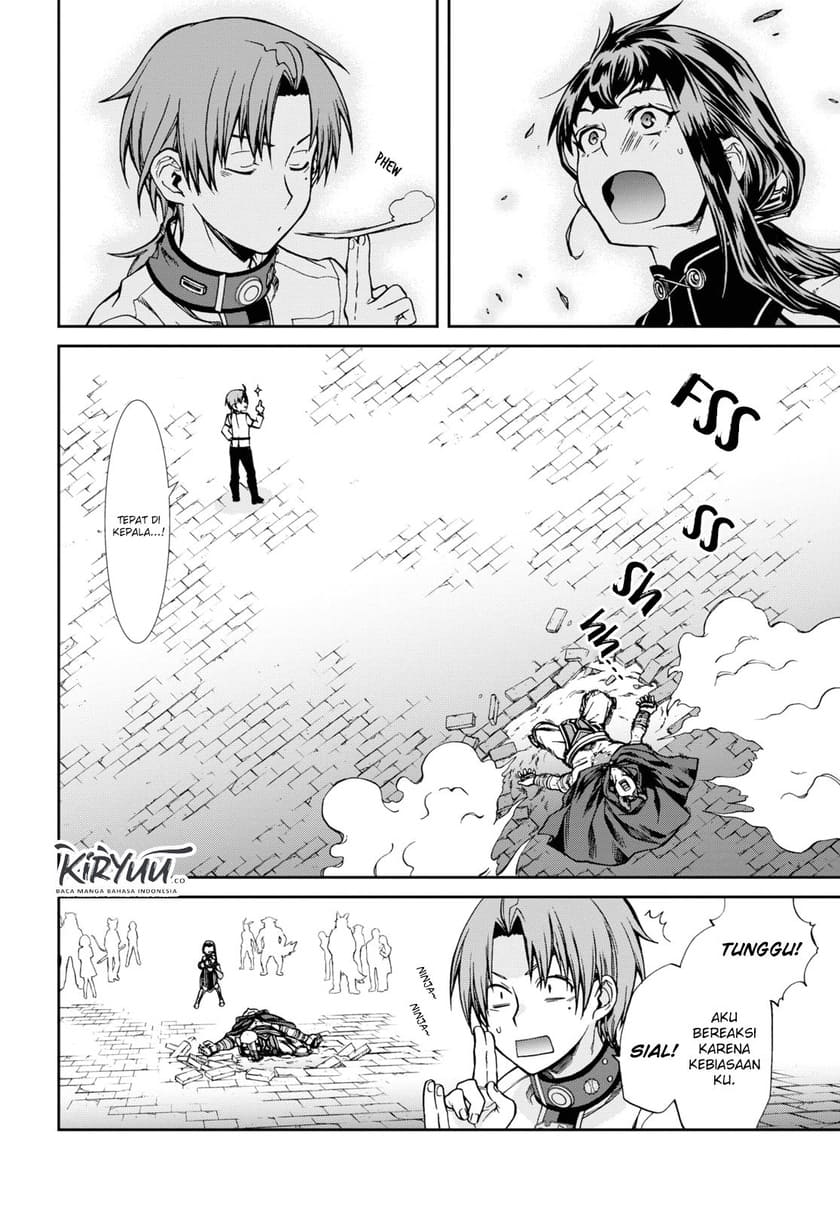 PHEW
FSS
SS
Sh
hh
TEPAT DI
KEPALA...!
KIRYUU.CO
BACA MANGA BAHASA INDONESIA
TUNGGU!
AKU
BEREAKSI
KARENA
KEBIASAAN
KU.
SIAL!
NINJA~
NINJA~